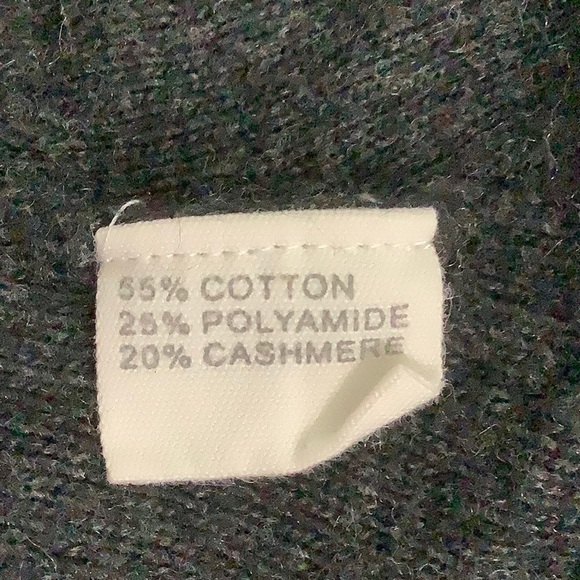 55% COTTON
25% POLYAMIDE
20% CASHMERE